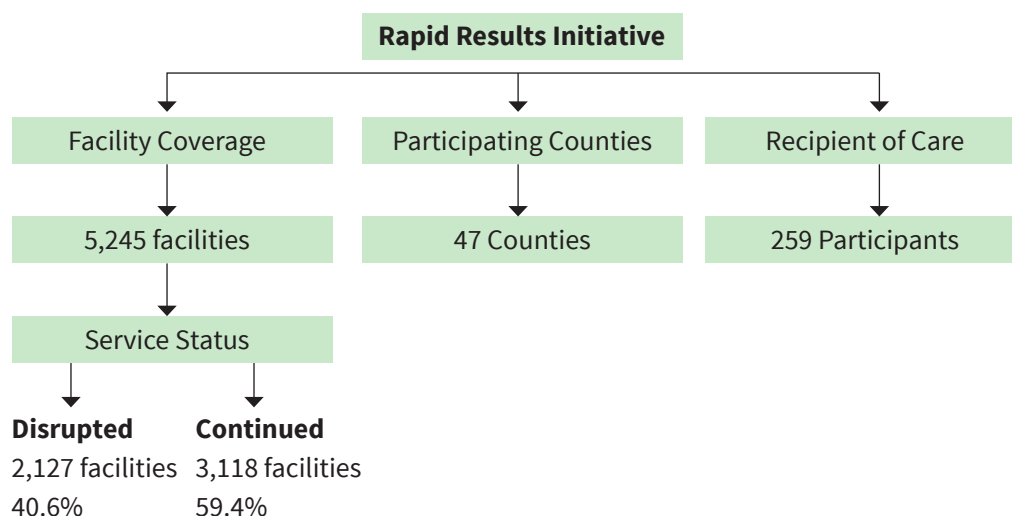 Rapid Results Initiative
Facility Coverage
Participating Counties
Recipient of Care
5,245 facilities
47 Counties
259 Participants
Service Status
Disrupted
2,127 facilities
40.6%
Continued
3,118 facilities
59.4%